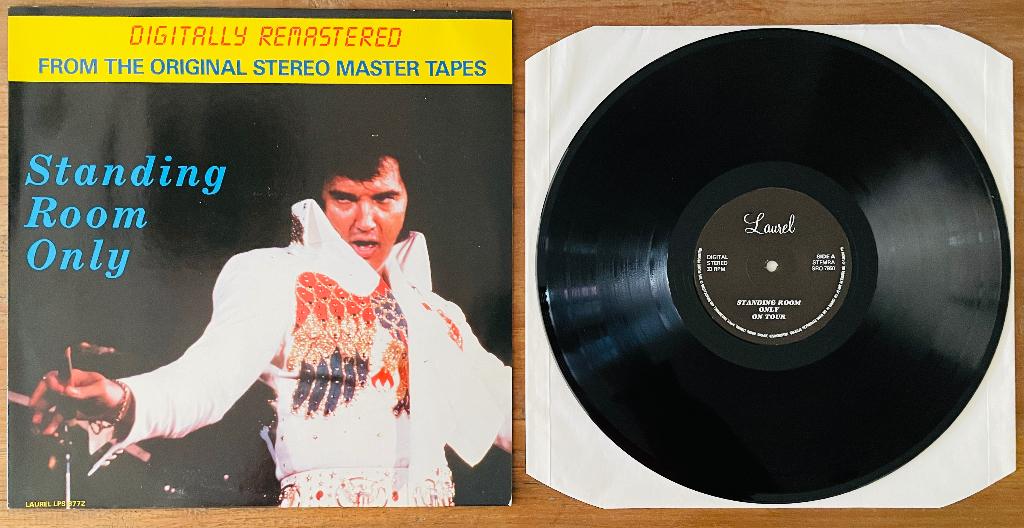 DIGITALLY REMASTERED
FROM THE ORIGINAL STEREO MASTER TAPES
Standing
Room
Only
LAUREL LPS 3772
Laurel
DIGITAL
STEREO
33 RPM
SIDE A
STEMRA
SRO 7950
STANDING ROOM
ONLY
ON TOUR